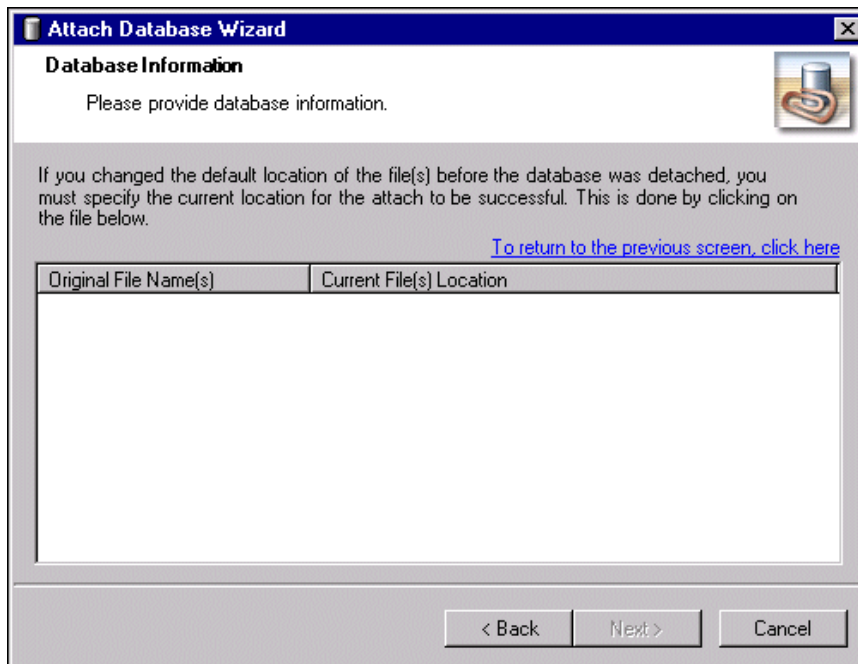 Attach Database Wizard
Database Information
Please provide database information.
If you changed the default location of the file(s) before the database was detached, you
must specify the current location for the attach to be successful. This is done by clicking on
the file below.
To return to the previous screen, click here
Original File Name(s) Current File(s) Location
< Back Next > Cancel